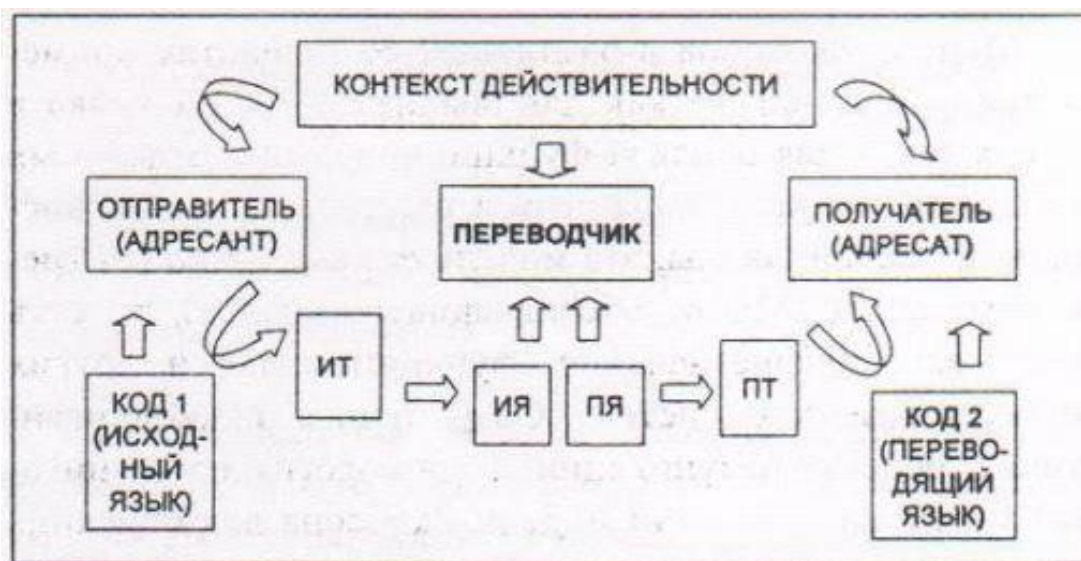 КОНТЕКСТ ДЕЙСТВИТЕЛЬНОСТИ
ОТПРАВИТЕЛЬ
(АДРЕСАНТ)
ПЕРЕВОДЧИК
ПОЛУЧАТЕЛЬ
(АДРЕСАТ)
КОД 1
(ИСХОД-
НЫЙ
ЯЗЫК)
ИТ
ИЯ
ПЯ
ПТ
КОД 2
(ПЕРЕВО-
ДЯЩИЙ
ЯЗЫК)